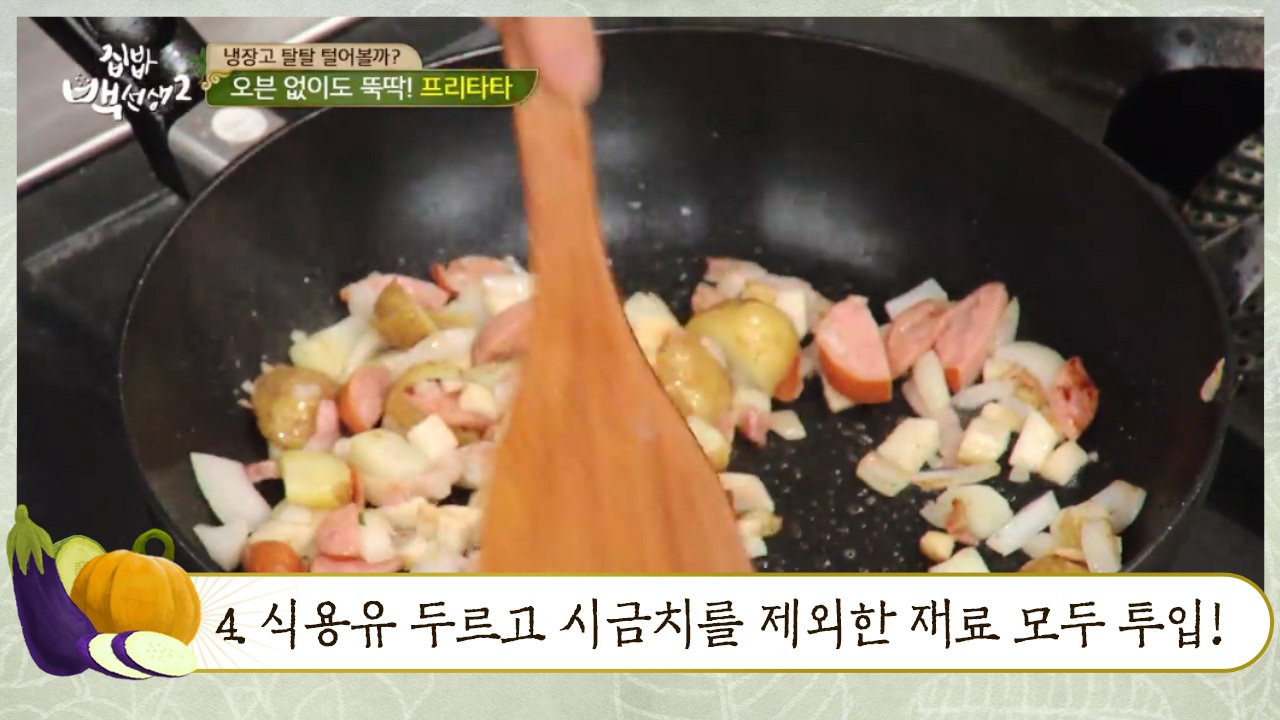 집밥
백선생2
냉장고 탈탈 털어볼까?
오븐 없이도 뚝딱! 프리타타
4. 식용유 두르고 시금치를 제외한 재료 모두 투입!